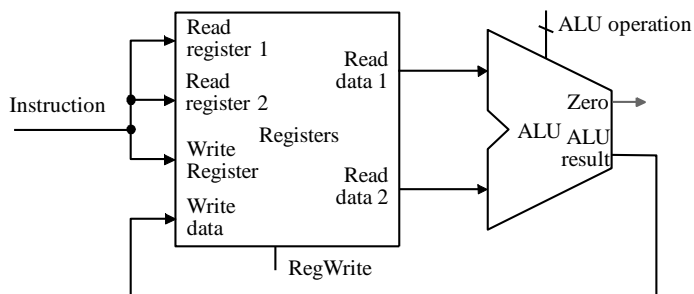 Instruction
Read
register 1
Read
register 2
Write
Register
Write
data
Registers
Read
data 1
Read
data 2
RegWrite
ALU operation
Zero
ALU
ALU
result